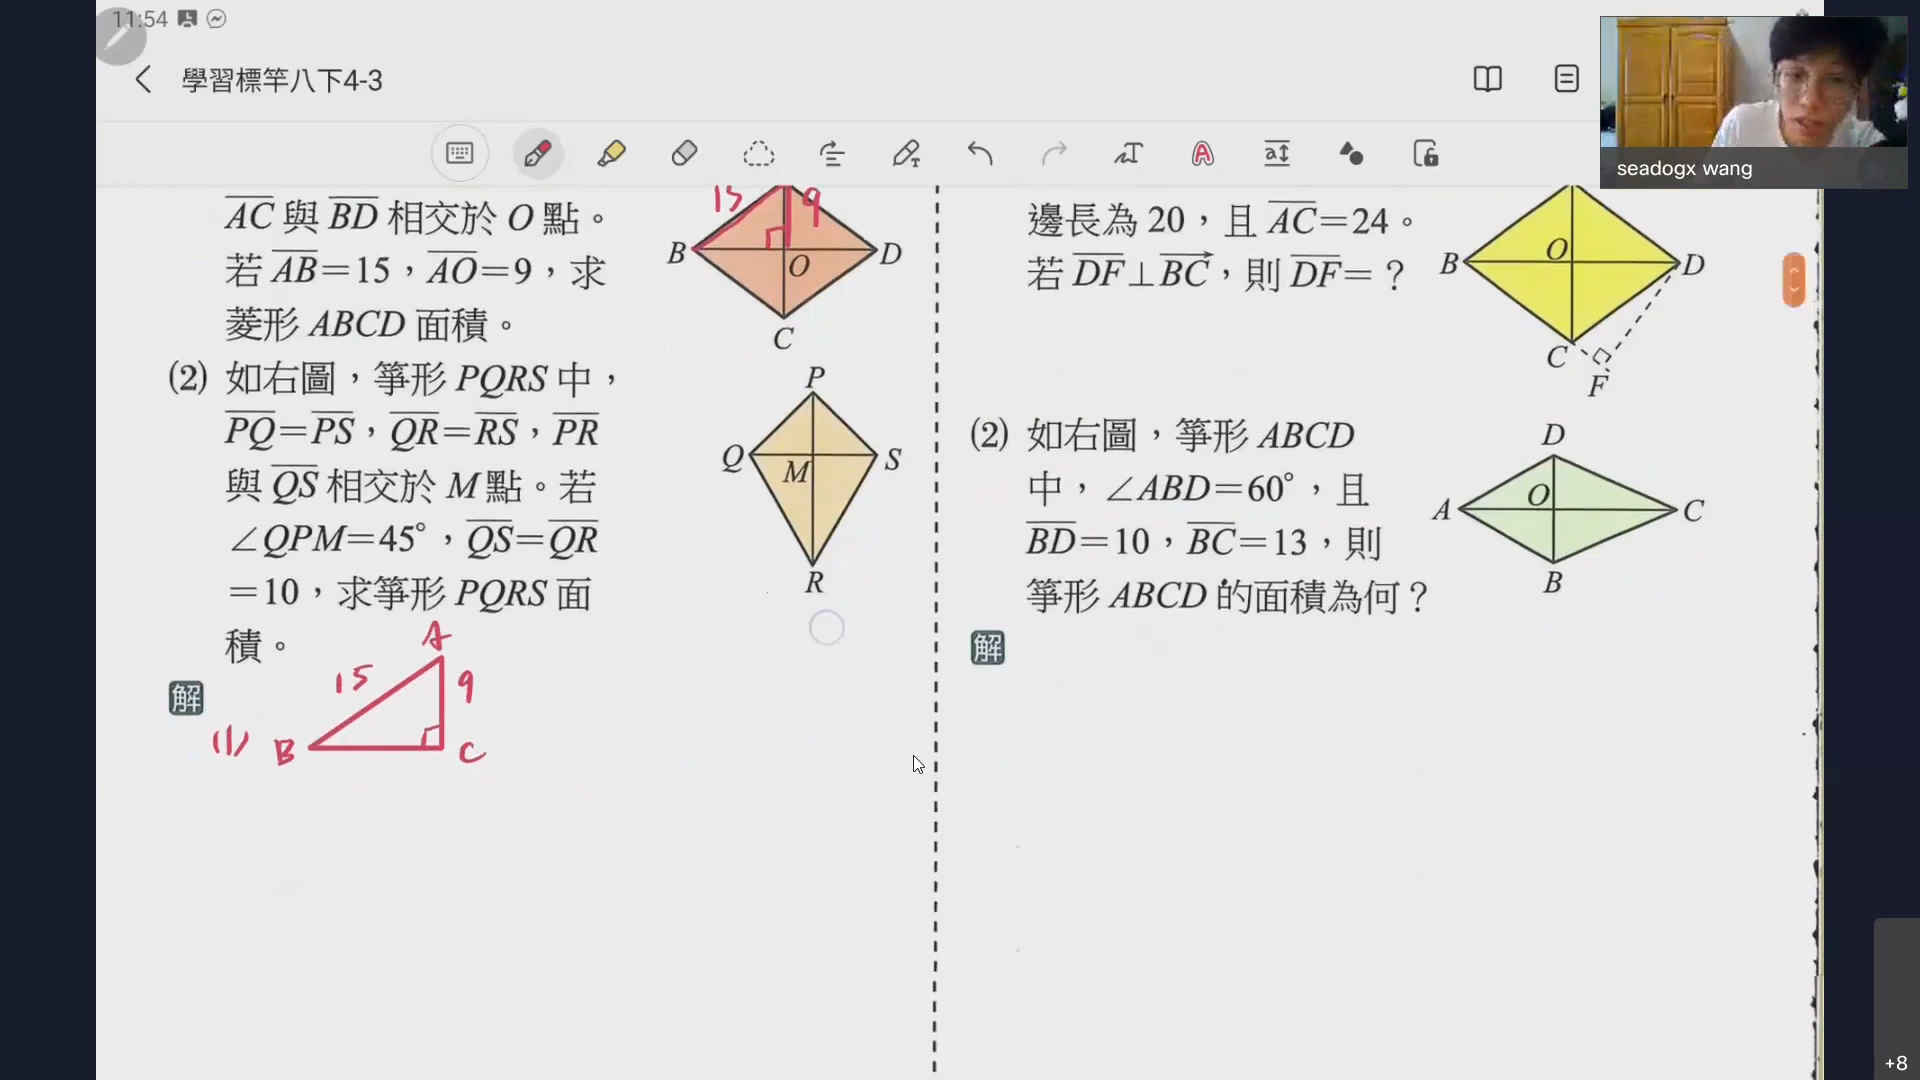 11:54
學習標竿八下4-3
seadogx wang
AC與BD相交於O點。
若AB=15,AO=9,求
菱形ABCD面積。
15
9
B
O
D
C
(2) 如右圖,箏形PQRS中,
PQ=PS,QR=RS,PR
與QS相交於M點。若
∠QPM=45°,QS=QR
=10,求箏形PQRS面
積。
P
Q
M
S
R
解
(1)
A
15
9
B
C
邊長為20,且AC=24。
若DF⊥BC,則DF=?
B
O
D
C
F
(2) 如右圖,箏形ABCD
中,∠ABD=60°,且
BD=10,BC=13,則
箏形ABCD的面積為何?
D
A
O
C
B
解
+8